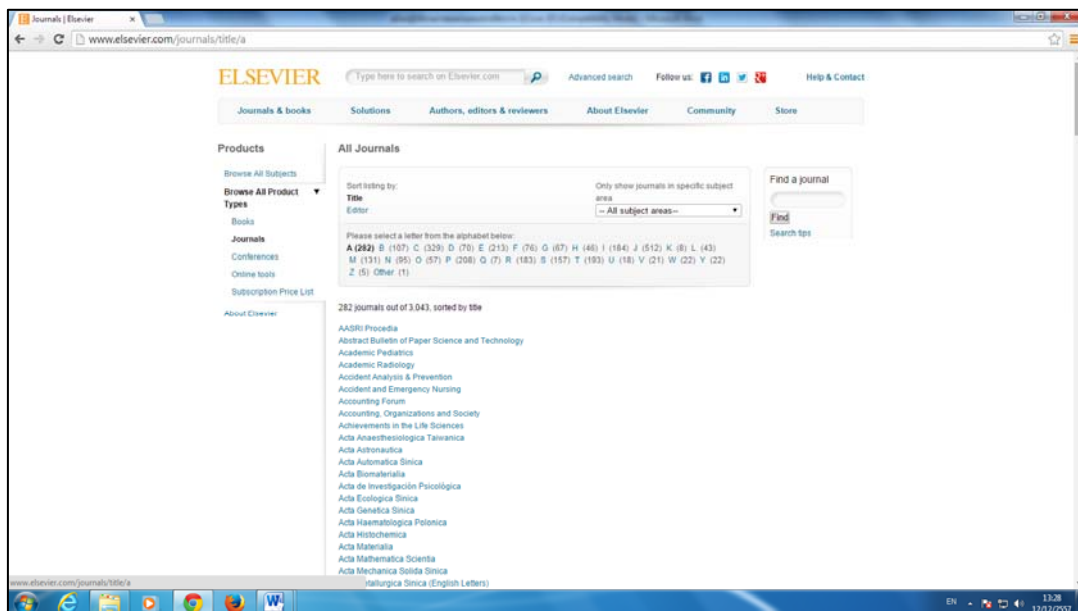 Journals | Elsevier
www.elsevier.com/journals/title/a
ELSEVIER
Type here to search on Elsevier.com
Advanced search
Follow us:
Help & Contact
Journals & books
Solutions
Authors, editors & reviewers
About Elsevier
Community
Store
Products
Browse All Subjects
Browse All Product
Types
Books
Journals
Conferences
Online tools
Subscription Price List
About Elsevier
All Journals
Sort listing by:
Title
Editor
Only show journals in specific subject
area
-- All subject areas--
Please select a letter from the alphabet below:
A (282) B (107) C (329) D (70) E (213) F (76) G (67) H (46) I (184) J (512) K (8) L (43)
M (131) N (95) O (57) P (208) Q (7) R (183) S (157) T (193) U (18) V (21) W (22) Y (22)
Z (5) Other (1)
Find a journal
Find
Search tips
282 journals out of 3,043, sorted by title
AASRI Procedia
Abstract Bulletin of Paper Science and Technology
Academic Pediatrics
Academic Radiology
Accident Analysis & Prevention
Accident and Emergency Nursing
Accounting Forum
Accounting, Organizations and Society
Achievements in the Life Sciences
Acta Anaesthesiologica Taiwanica
Acta Astronautica
Acta Automatica Sinica
Acta Biomaterialia
Acta de Investigación Psicológica
Acta Ecologica Sinica
Acta Genetica Sinica
Acta Haematologica Polonica
Acta Histochemica
Acta Materialia
Acta Mathematica Scientia
Acta Mechanica Solida Sinica
etallurgica Sinica (English Letters)
www.elsevier.com/journals/title/a
EN
13:28
12/12/2557